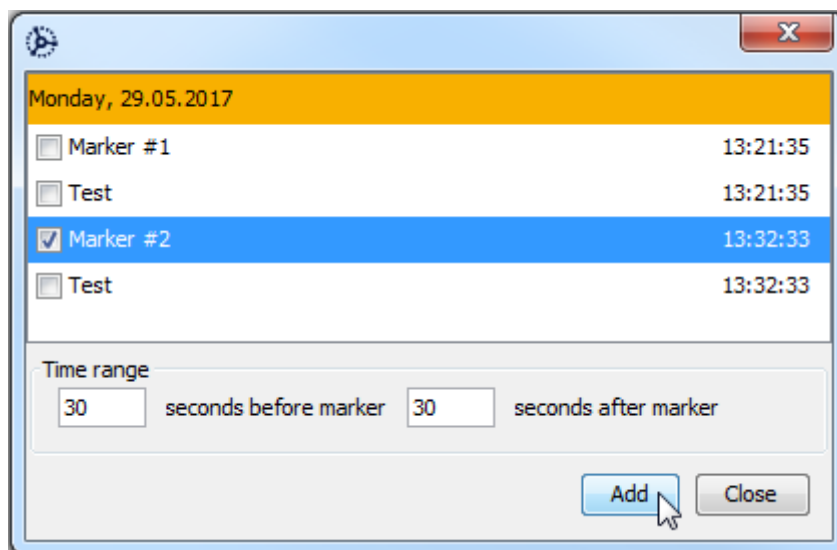 Monday, 29.05.2017
Marker #1 13:21:35
Test 13:21:35
Marker #2 13:32:33
Test 13:32:33
Time range
30 seconds before marker 30 seconds after marker
Add Close